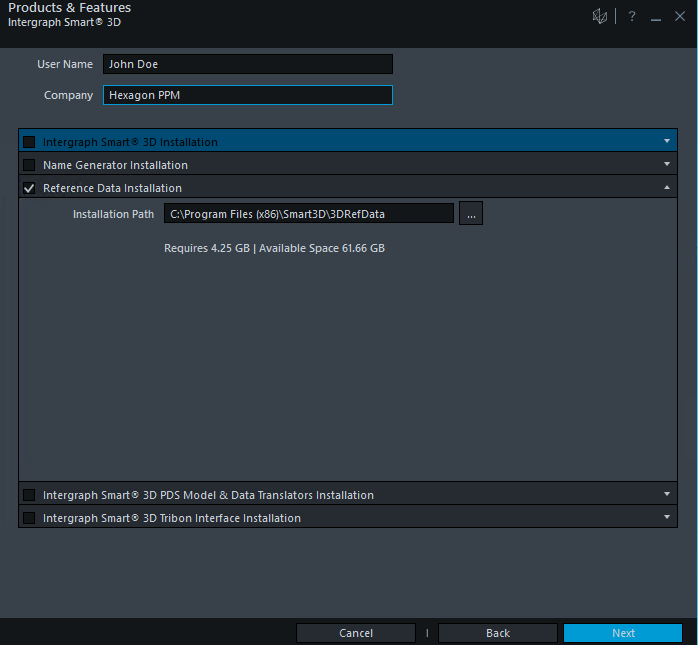 Products & Features
Intergraph Smart® 3D
?
User Name John Doe
Company Hexagon PPM
Intergraph Smart® 3D Installation
Name Generator Installation
Reference Data Installation
Installation Path C:\Program Files (x86)\Smart3D\3DRefData ...
Requires 4.25 GB | Available Space 61.66 GB
Intergraph Smart® 3D PDS Model & Data Translators Installation
Intergraph Smart® 3D Tribon Interface Installation
Cancel | Back Next